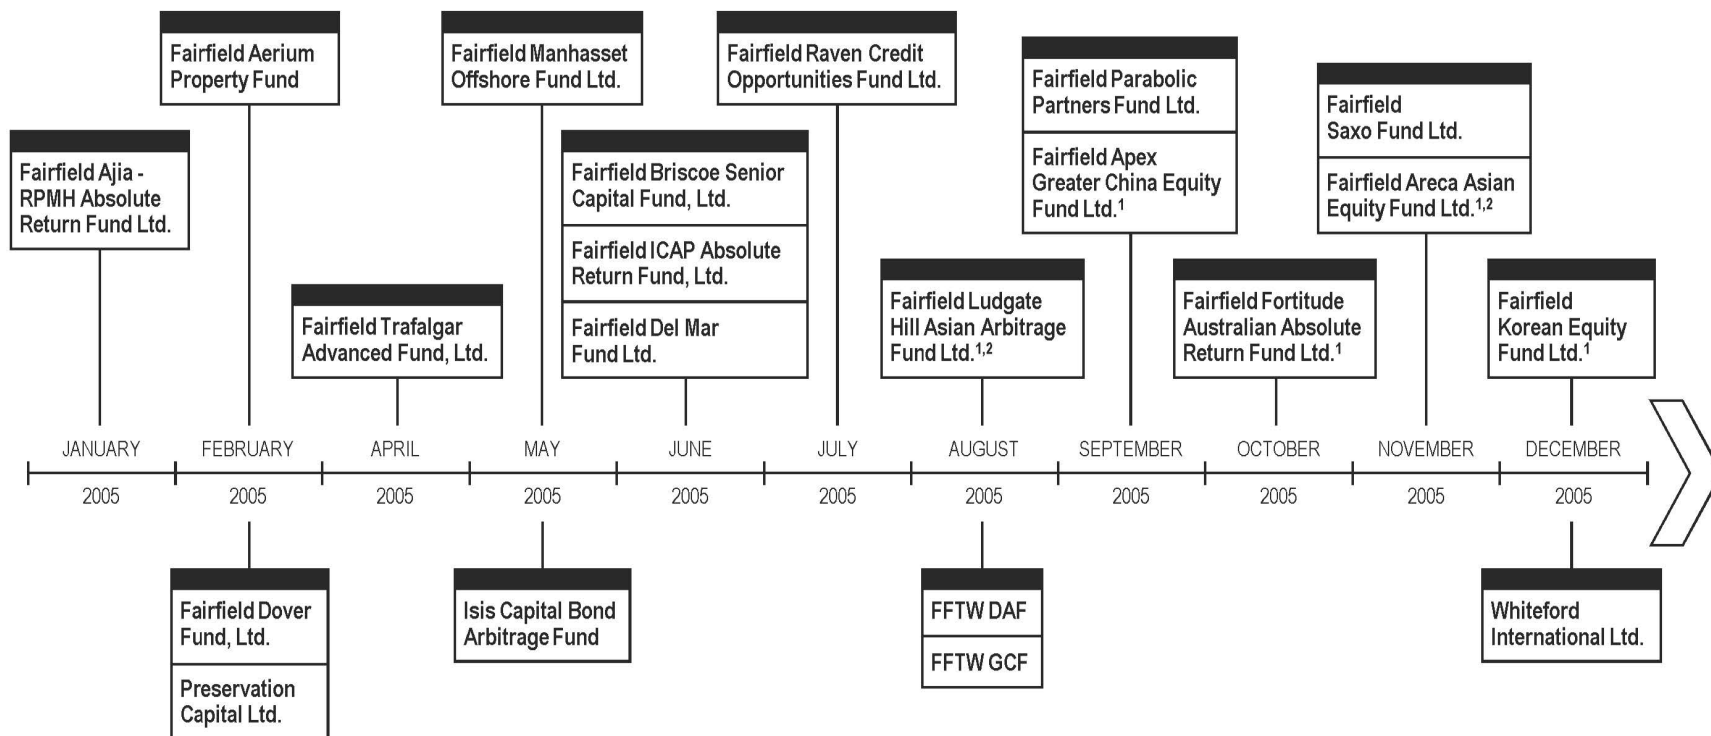 Fairfield Aerium
Property Fund
Fairfield Manhasset
Offshore Fund Ltd.
Fairfield Raven Credit
Opportunities Fund Ltd.
Fairfield Parabolic
Partners Fund Ltd.
Fairfield Apex
Greater China Equity
Fund Ltd.¹
Fairfield
Saxo Fund Ltd.
Fairfield Areca Asian
Equity Fund Ltd.¹,²
Fairfield Ajia -
RPMH Absolute
Return Fund Ltd.
Fairfield Briscoe Senior
Capital Fund, Ltd.
Fairfield ICAP Absolute
Return Fund, Ltd.
Fairfield Del Mar
Fund Ltd.
Fairfield Trafalgar
Advanced Fund, Ltd.
Fairfield Ludgate
Hill Asian Arbitrage
Fund Ltd.¹,²
Fairfield Fortitude
Australian Absolute
Return Fund Ltd.¹
Fairfield
Korean Equity
Fund Ltd.¹
JANUARY FEBRUARY APRIL MAY JUNE JULY AUGUST SEPTEMBER OCTOBER NOVEMBER DECEMBER
2005 2005 2005 2005 2005 2005 2005 2005 2005 2005 2005
Fairfield Dover
Fund, Ltd.
Preservation
Capital Ltd.
Isis Capital Bond
Arbitrage Fund
FFTW DAF
FFTW GCF
Whiteford
International Ltd.